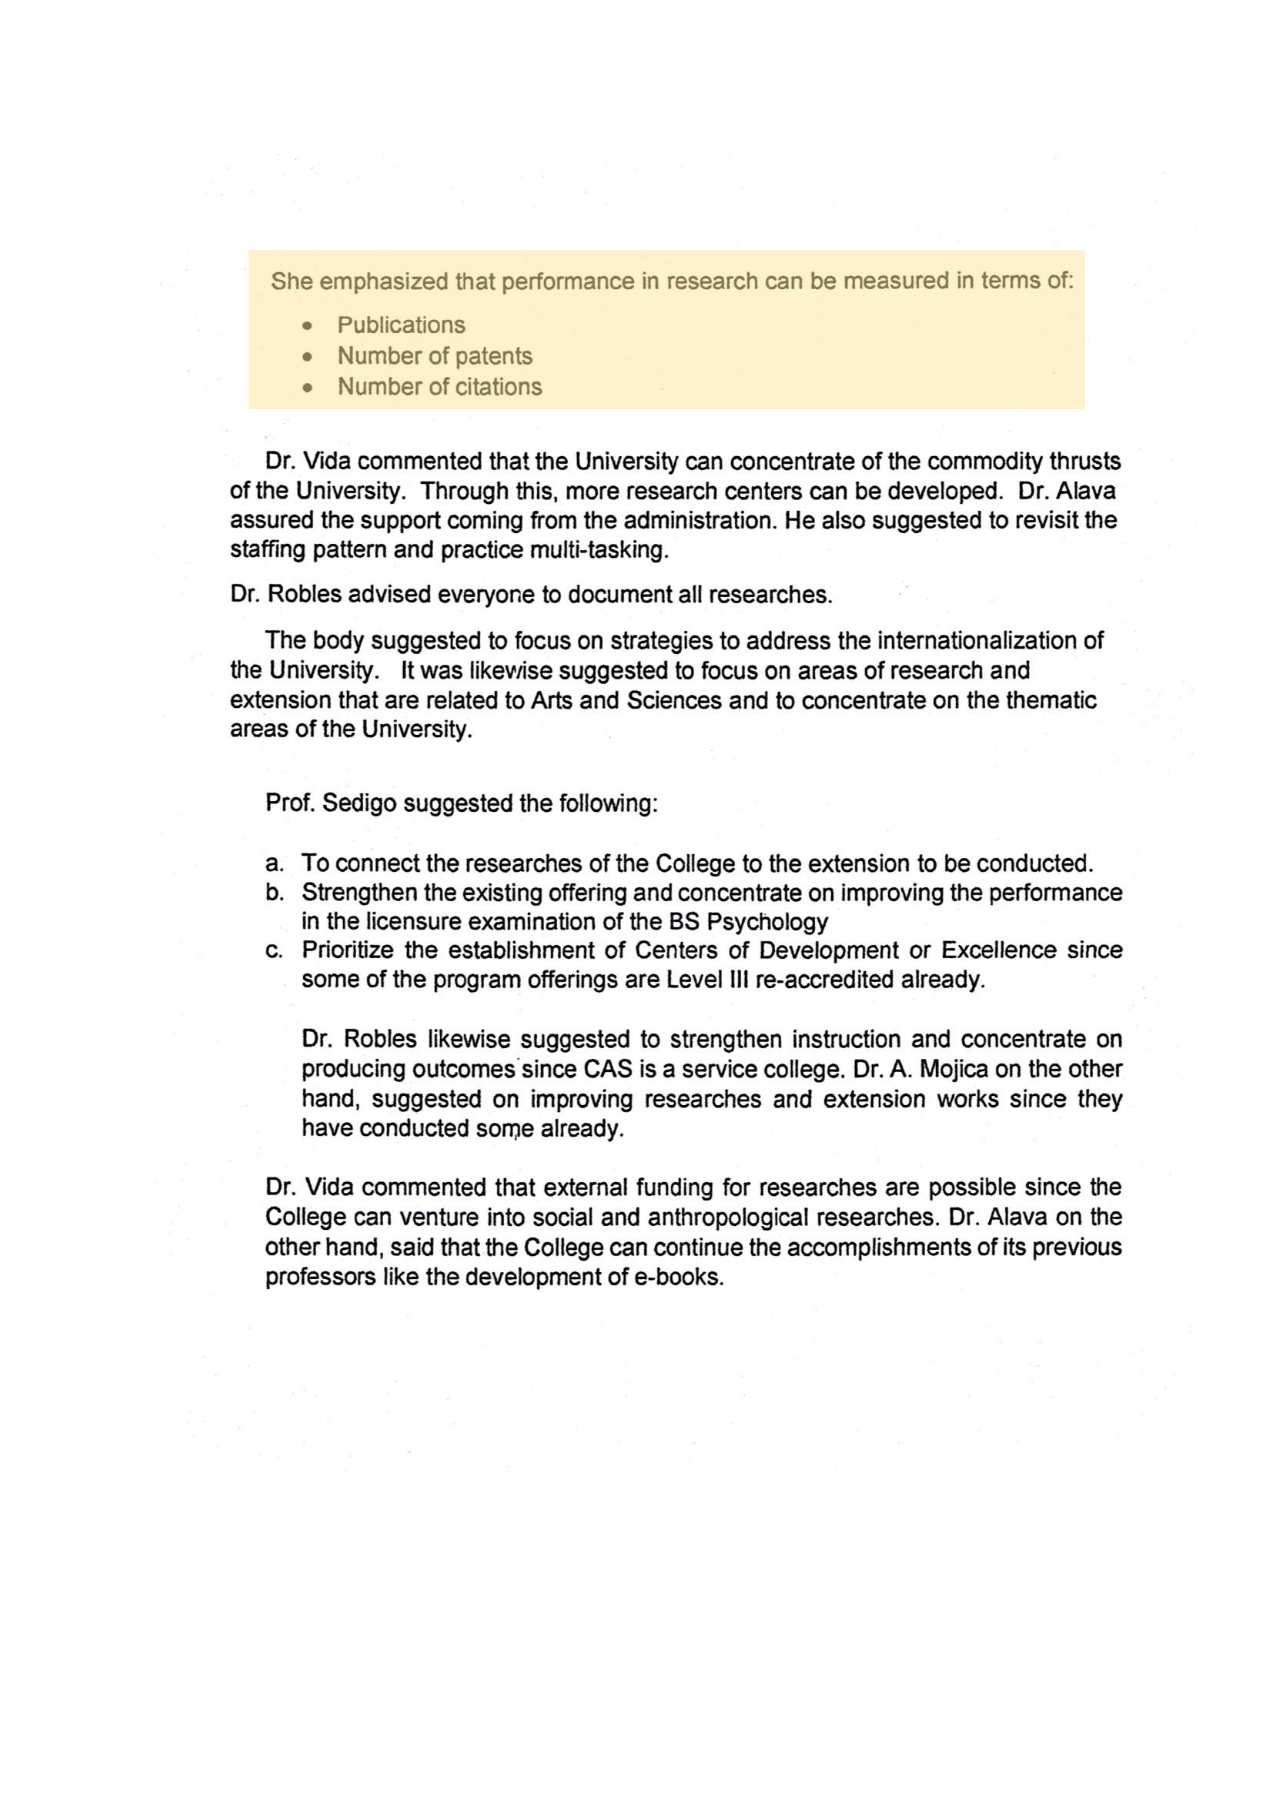 She emphasized that performance in research can be measured in terms of:
• Publications
• Number of patents
• Number of citations
Dr. Vida commented that the University can concentrate of the commodity thrusts
of the University. Through this, more research centers can be developed. Dr. Alava
assured the support coming from the administration. He also suggested to revisit the
staffing pattern and practice multi-tasking.
Dr. Robles advised everyone to document all researches.
The body suggested to focus on strategies to address the internationalization of
the University. It was likewise suggested to focus on areas of research and
extension that are related to Arts and Sciences and to concentrate on the thematic
areas of the University.
Prof. Sedigo suggested the following:
a. To connect the researches of the College to the extension to be conducted.
b. Strengthen the existing offering and concentrate on improving the performance
in the licensure examination of the BS Psychology
c. Prioritize the establishment of Centers of Development or Excellence since
some of the program offerings are Level III re-accredited already.
Dr. Robles likewise suggested to strengthen instruction and concentrate on
producing outcomes since CAS is a service college. Dr. A. Mojica on the other
hand, suggested on improving researches and extension works since they
have conducted some already.
Dr. Vida commented that external funding for researches are possible since the
College can venture into social and anthropological researches. Dr. Alava on the
other hand, said that the College can continue the accomplishments of its previous
professors like the development of e-books.